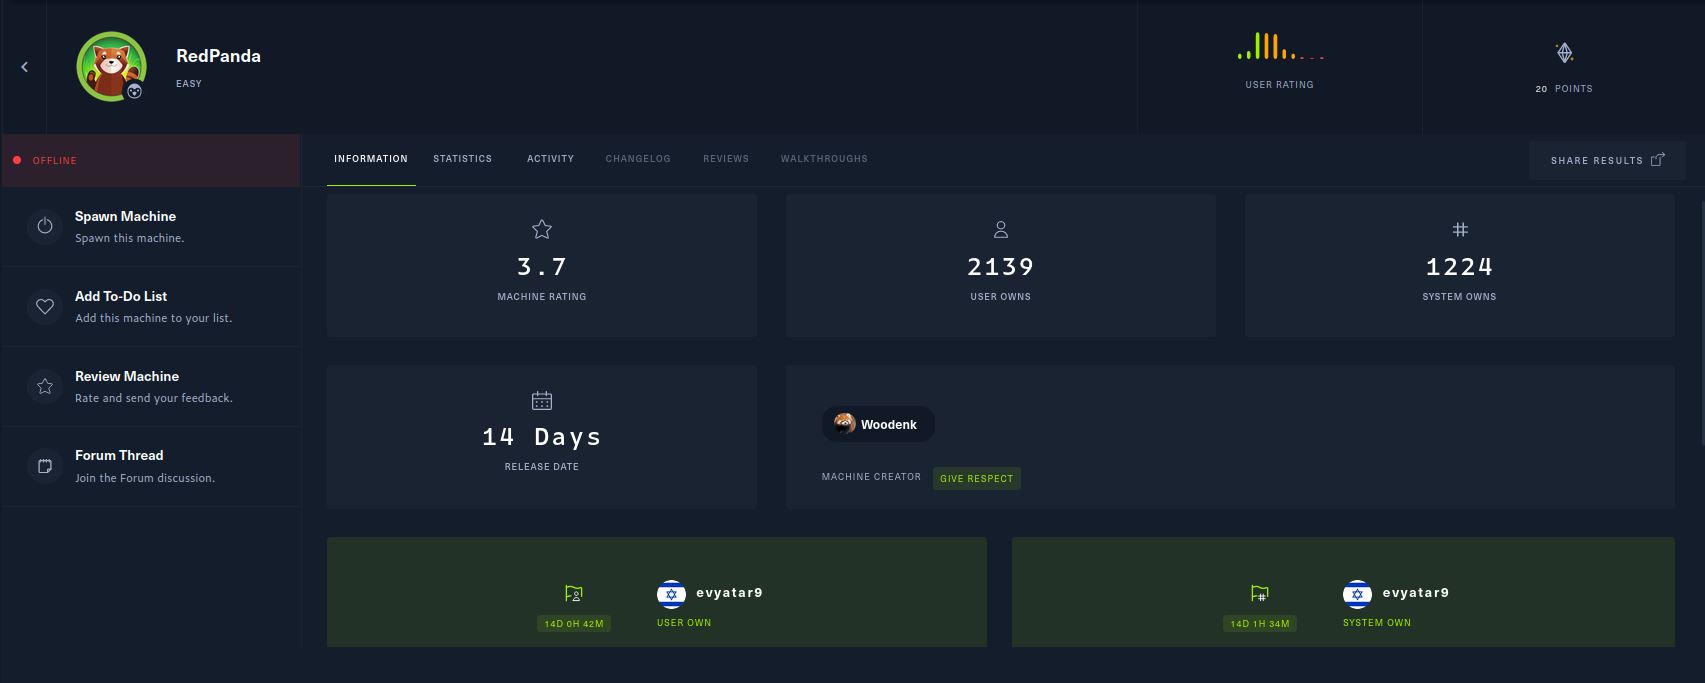 RedPanda
EASY
USER RATING
20 POINTS
OFFLINE
INFORMATION STATISTICS ACTIVITY CHANGELOG REVIEWS WALKTHROUGHS
SHARE RESULTS
Spawn Machine
Spawn this machine.
Add To-Do List
Add this machine to your list.
Review Machine
Rate and send your feedback.
Forum Thread
Join the Forum discussion.
3.7
MACHINE RATING
2139
USER OWNS
1224
SYSTEM OWNS
14 Days
RELEASE DATE
Woodenk
MACHINE CREATOR GIVE RESPECT
evyatar9
14D 0H 42M USER OWN
evyatar9
14D 1H 34M SYSTEM OWN